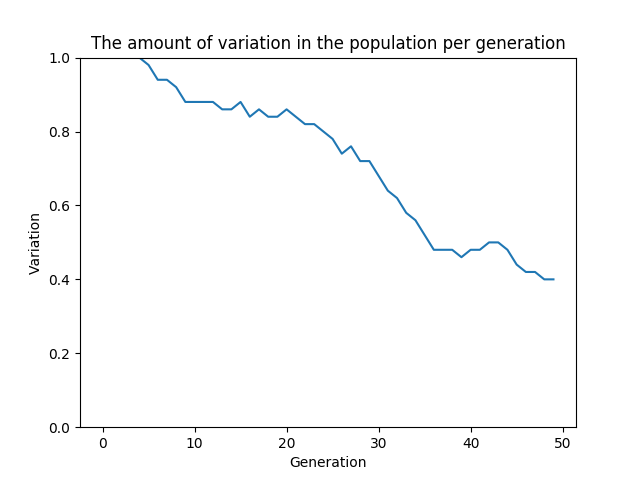 The amount of variation in the population per generation
1.0
0.8
0.6
0.4
0.2
0.0
Variation
0 10 20 30 40 50
Generation